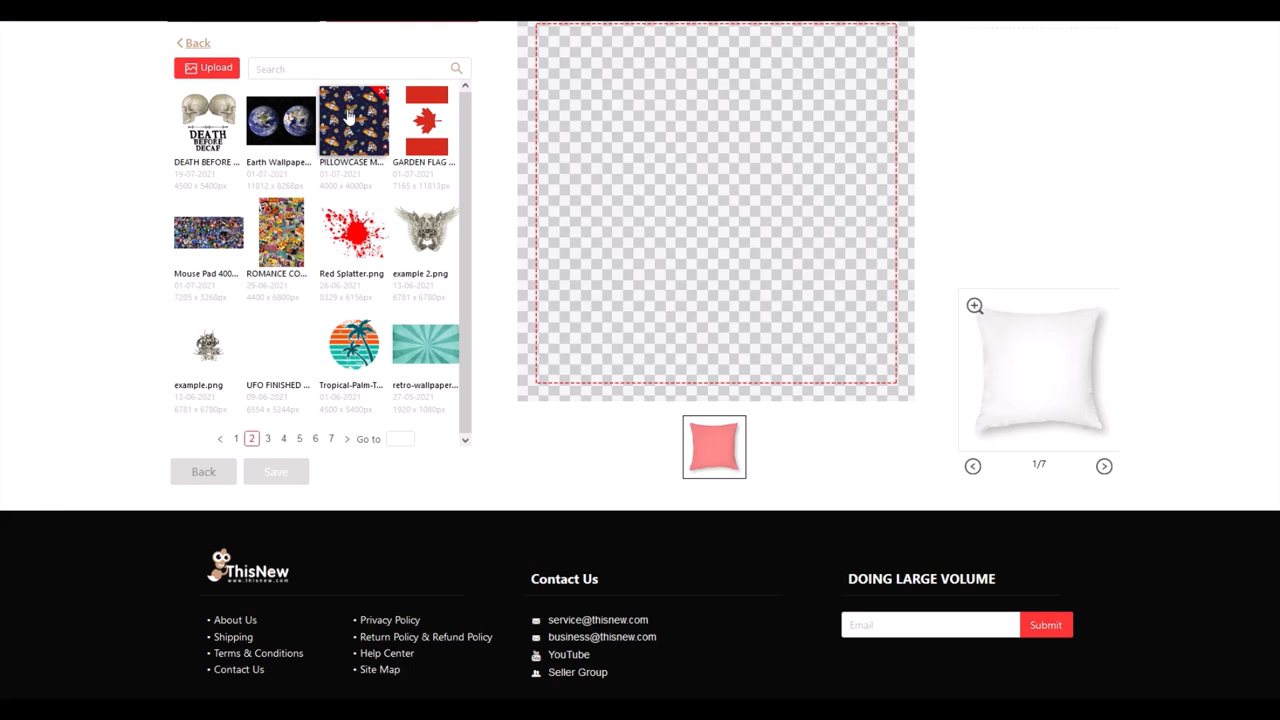 Back
Upload
Search
DEATH
BEFORE
DECAF
DEATH BEFORE ...
19-07-2021
4500 x 5400px
Earth Wallpape...
01-07-2021
11812 x 8268px
PILLOWCASE M...
01-07-2021
4000 x 4000px
GARDEN FLAG ...
01-07-2021
7165 x 11813px
Mouse Pad 400...
01-07-2021
7205 x 3268px
ROMANCE CO...
29-06-2021
4400 x 6800px
Red Splatter.png
26-06-2021
8329 x 6156px
example 2.png
13-06-2021
6781 x 6780px
example.png
13-06-2021
6781 x 6780px
UFO FINISHED ...
09-06-2021
6554 x 5244px
Tropical-Palm-T...
01-06-2021
4500 x 5400px
retro-wallpaper...
27-05-2021
1920 x 1080px
< 1 2 3 4 5 6 7 > Go to
Back
Save
1/7
ThisNew
www.thisnew.com
• About Us
• Shipping
• Terms & Conditions
• Contact Us
• Privacy Policy
• Return Policy & Refund Policy
• Help Center
• Site Map
Contact Us
service@thisnew.com
business@thisnew.com
YouTube
Seller Group
DOING LARGE VOLUME
Email
Submit